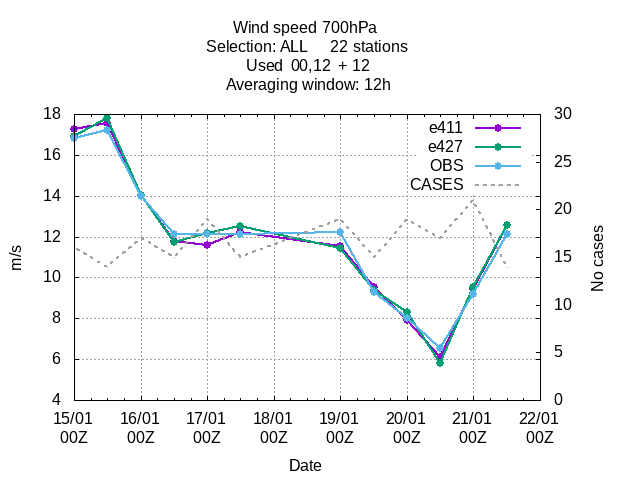 Wind speed 700hPa
Selection: ALL 22 stations
Used 00,12 + 12
Averaging window: 12h
18 30
e411
e427
OBS
CASES
16 25
14 20
12 15
10 10
8
6 5
4 0
m/s
No cases
15/01 16/01 17/01 18/01 19/01 20/01 21/01 22/01
00Z 00Z 00Z 00Z 00Z 00Z 00Z 00Z
Date